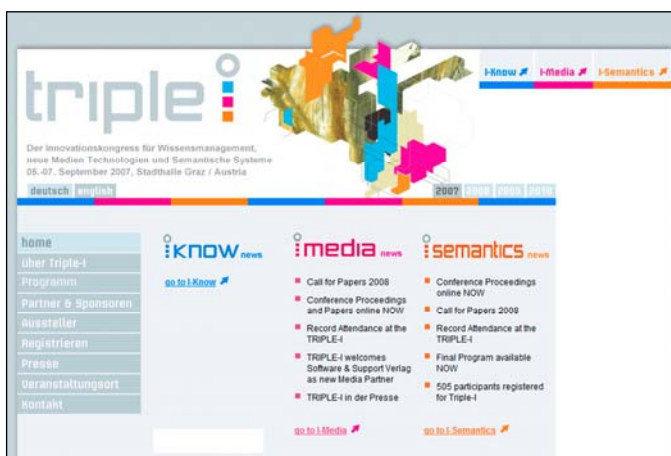 triple i
I-Know
I-Media
I-Semantics
Der Innovationskongress für Wissensmanagement,
neue Medien Technologien und Semantische Systeme
05.-07. September 2007, Stadthalle Graz / Austria
deutsch
english
2007
2008
2009
2010
home
über Triple-I
Programm
Partner & Sponsoren
Aussteller
Registrieren
Presse
Veranstaltungsort
Kontakt
iKNOW news
go to I-Know
imedia news
Call for Papers 2008
Conference Proceedings
and Papers online NOW
Record Attendance at the
TRIPLE-I
TRIPLE-I welcomes
Software & Support Verlag
as new Media Partner
TRIPLE-I in der Presse
go to I-Media
isemantics news
Conference Proceedings
online NOW
Call for Papers 2008
Record Attendance at the
TRIPLE-I
Final Program available
NOW
505 participants registered
for Triple-I
go to I-Semantics